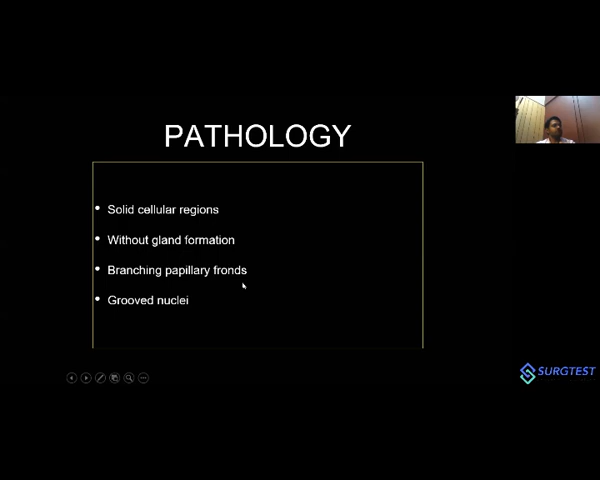 PATHOLOGY
Solid cellular regions
Without gland formation
Branching papillary fronds
Grooved nuclei
SURGTEST